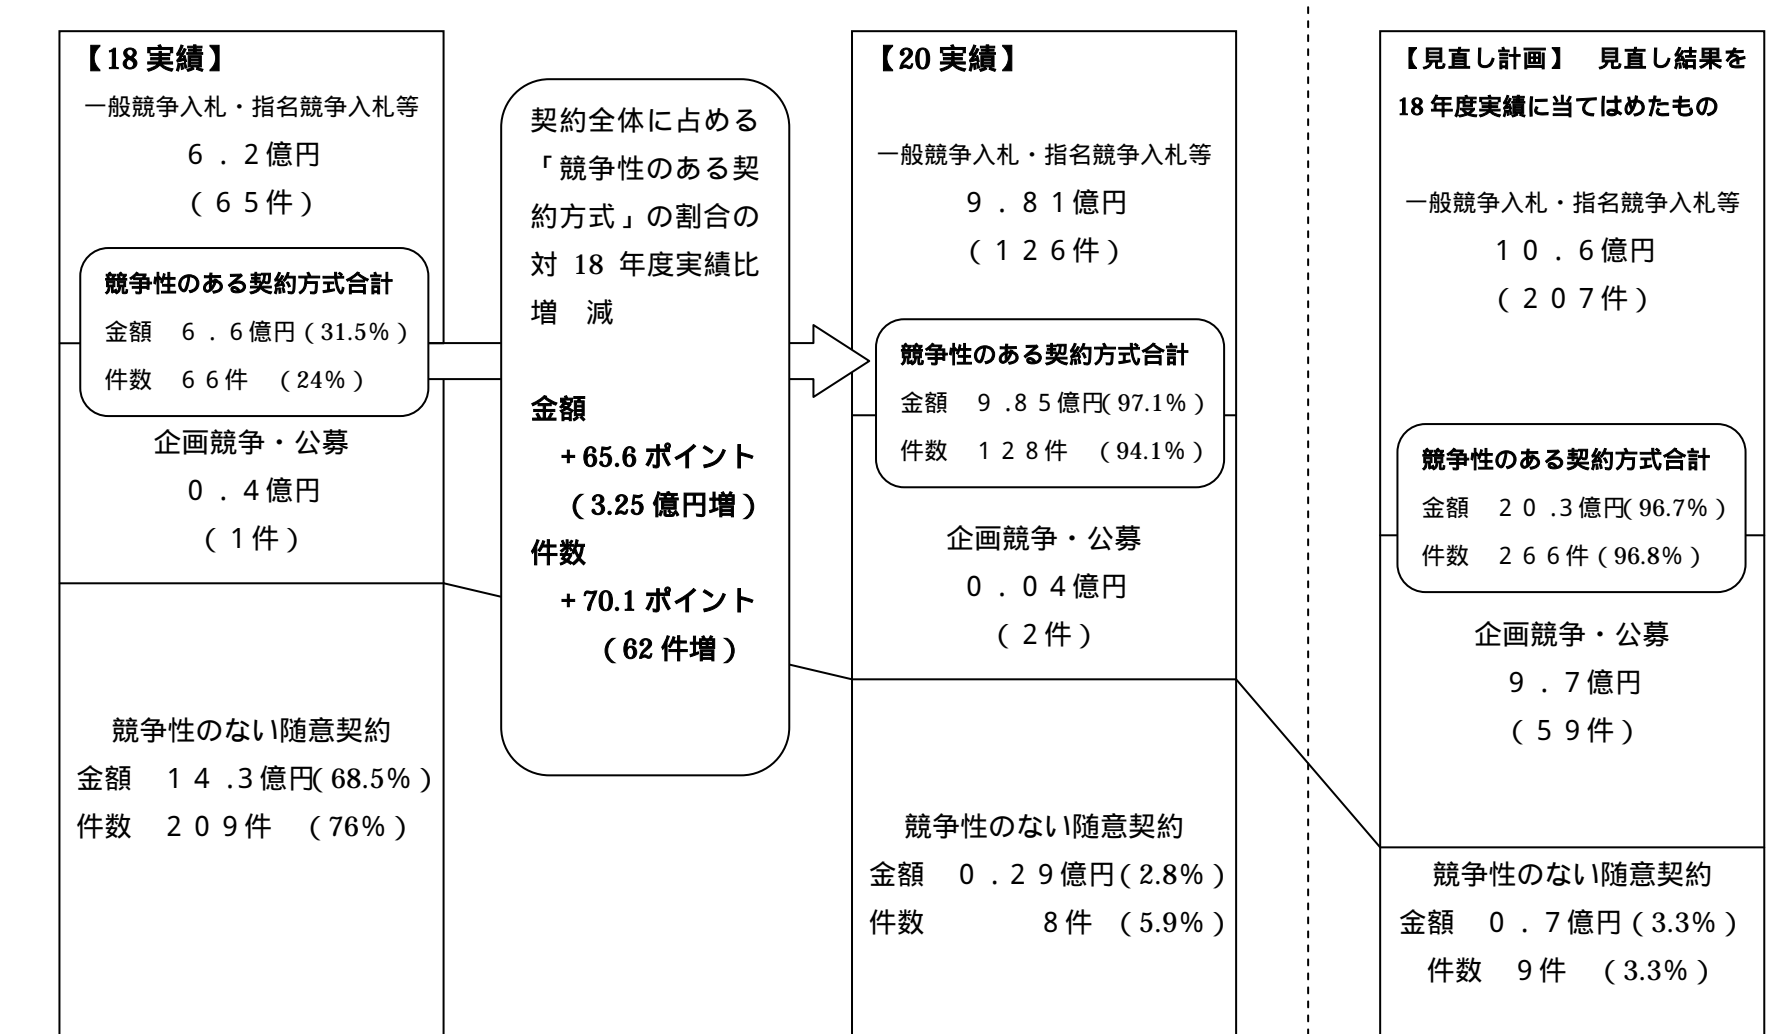 【18 実績】
一般競争入札・指名競争入札等
６．２億円
（６５件）
競争性のある契約方式合計
金額　６．６億円（31.5%）
件数　６６件　（24%）
企画競争・公募
０．４億円
（１件）
競争性のない随意契約
金額　１４.３億円（68.5%）
件数　２０９件　（76%）
契約全体に占める
「競争性のある契
約方式」の割合の
対 18 年度実績比
増　減
金額
＋65.6 ポイント
（3.25 億円増）
件数
＋70.1 ポイント
（62 件増）
【20 実績】
一般競争入札・指名競争入札等
９．８１億円
（１２６件）
競争性のある契約方式合計
金額　９.８５億円（97.1%）
件数　１２８件　（94.1%）
企画競争・公募
０．０４億円
（２件）
競争性のない随意契約
金額　０．２９億円（2.8%）
件数　８件　（5.9%）
【見直し計画】　見直し結果を
18 年度実績に当てはめたもの
一般競争入札・指名競争入札等
１０．６億円
（２０７件）
競争性のある契約方式合計
金額　２０.３億円（96.7%）
件数　２６６件（96.8%）
企画競争・公募
９．７億円
（５９件）
競争性のない随意契約
金額　０．７億円（3.3%）
件数　９件　（3.3%）